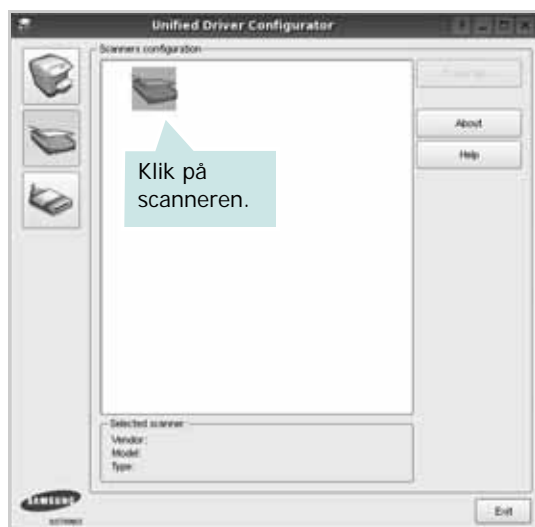 Unified Driver Configurator
Scanners configuration
About
Help
Klik på
scanneren.
Selected scanner
Vendor:
Model:
Type:
SAMSUNG
Exit